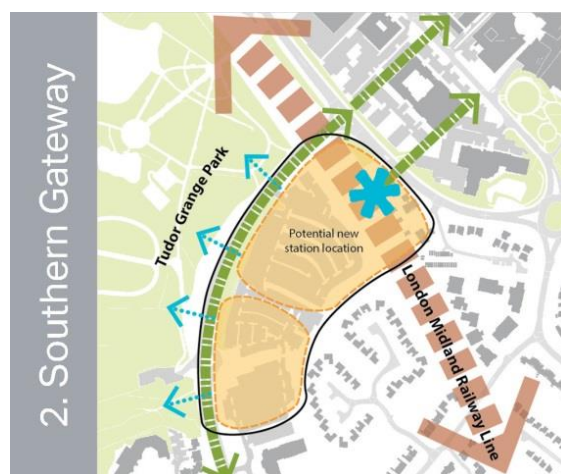 2. Southern Gateway
Tudor Grange Park
Potential new
station location
London Midland Railway Line